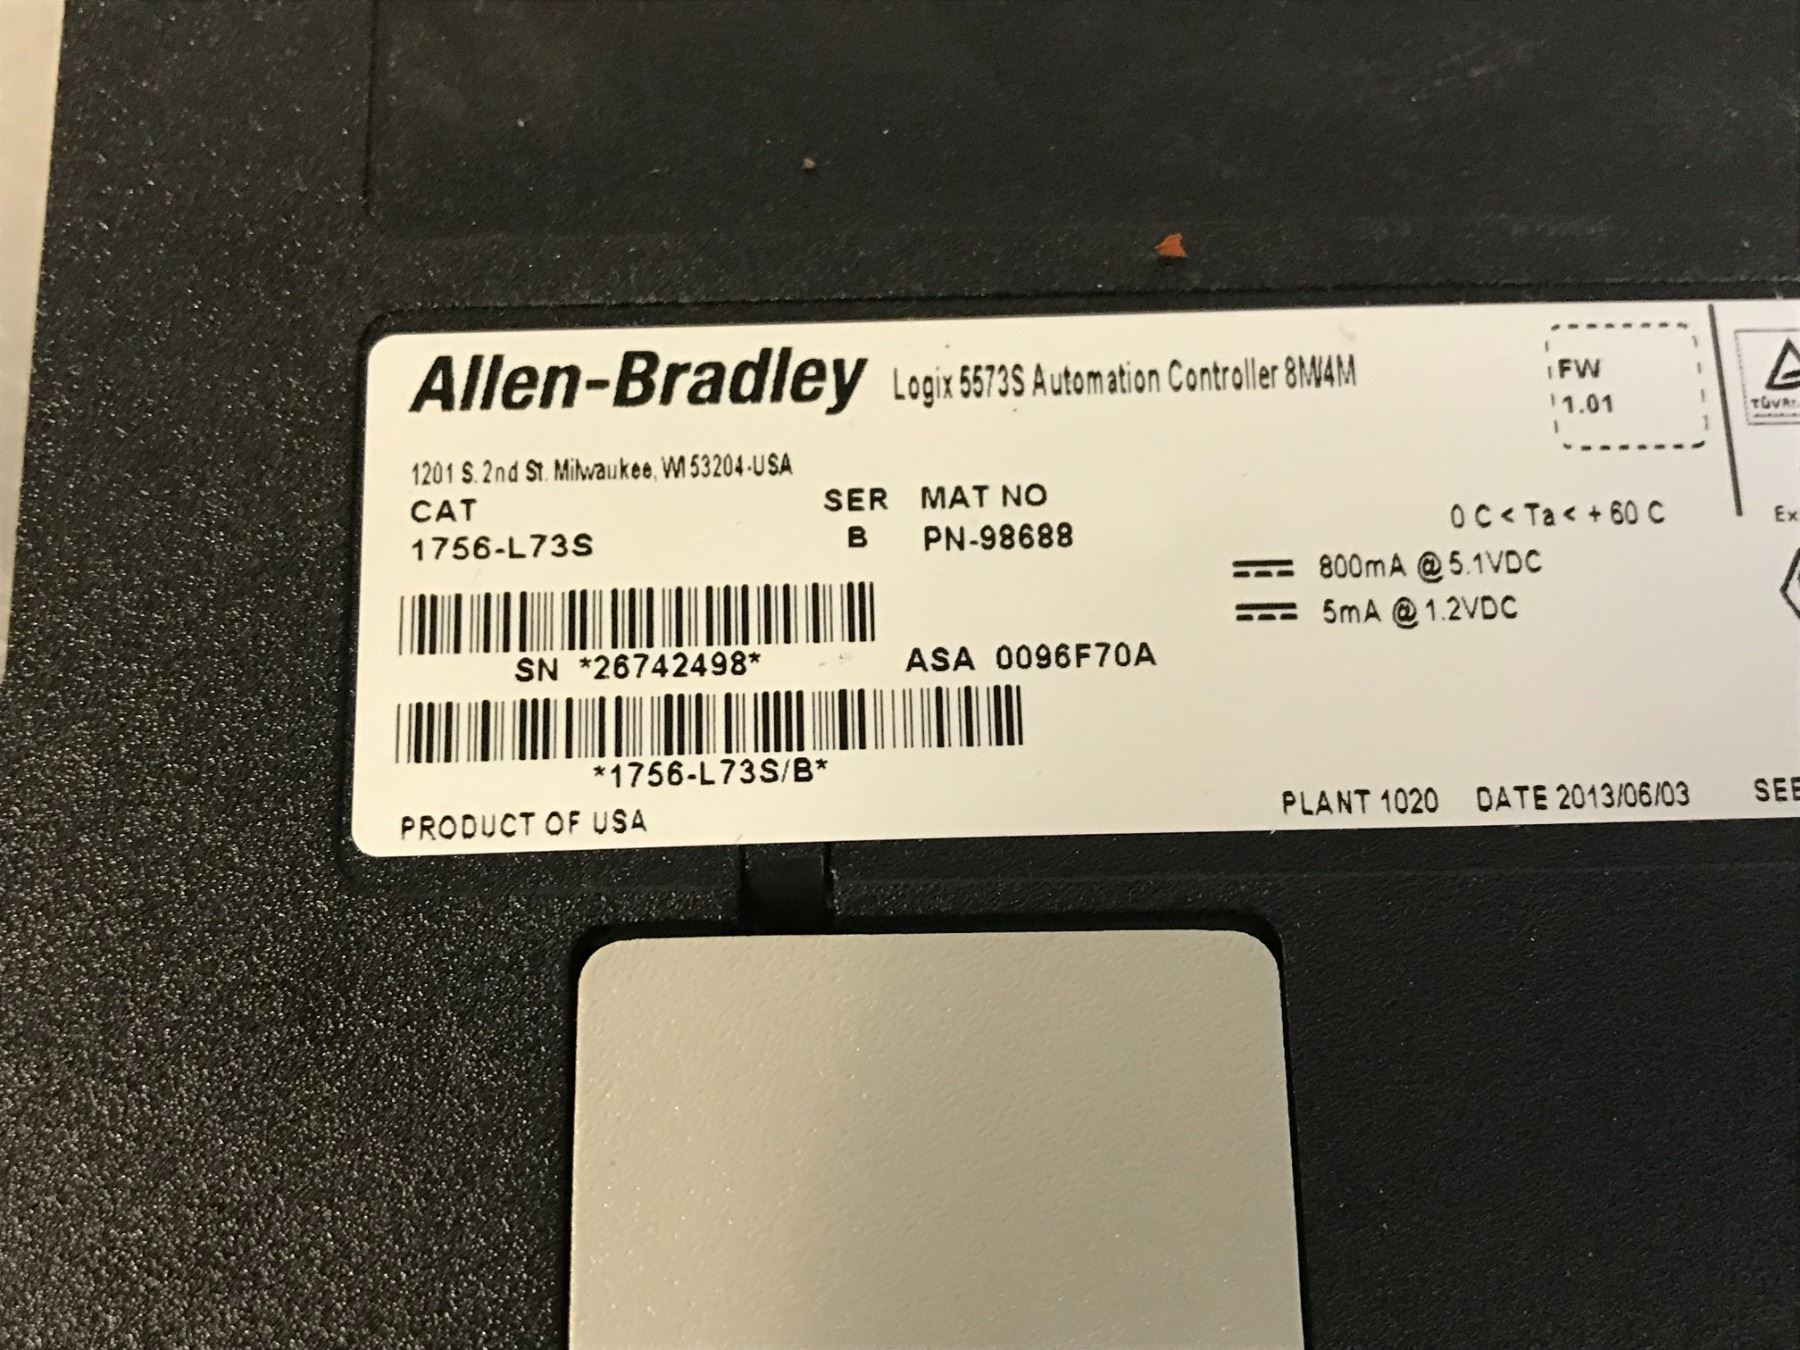 Allen-Bradley Logix 5573S Automation Controller 8M/4M
FW
1.01
1201 S. 2nd St. Milwaukee, WI 53204-USA
CAT SER MAT NO
1756-L73S B PN-98688
0 C < Ta < + 60 C
800mA @ 5.1VDC
5mA @ 1.2VDC
SN *26742498* ASA 0096F70A
*1756-L73S/B*
PRODUCT OF USA PLANT 1020 DATE 2013/06/03